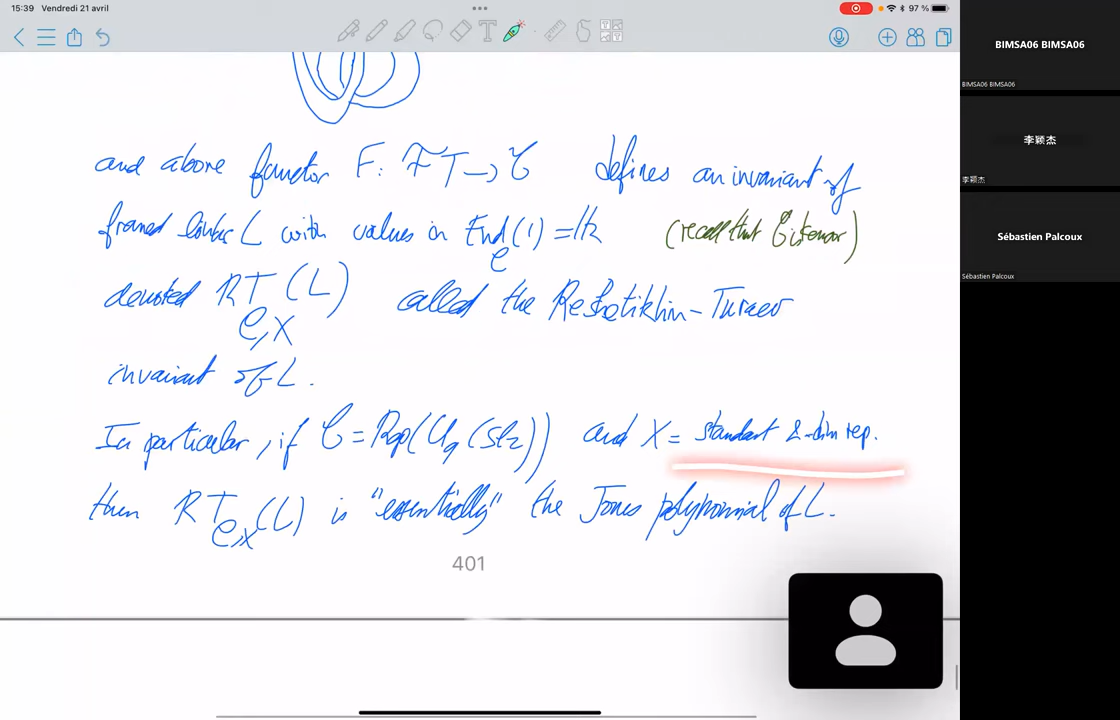 15:39 Vendredi 21 avril
97 %
and above functor F: FT → C defines an invariant of
framed links L with values in End_C(1) = lk (recall that C is tensor)
denoted RT_{C,X}(L) called the Reshetikhin-Turaev
invariant of L.
In particular, if C = Rep(U_q(sl_2)) and X = standart 2-dim rep.
then RT_{C,X}(L) is "essentially" the Jones polynomial of L.
401
BIMSA06 BIMSA06
BIMSA06 BIMSA06
李颖杰
李颖杰
Sébastien Palcoux
Sébastien Palcoux